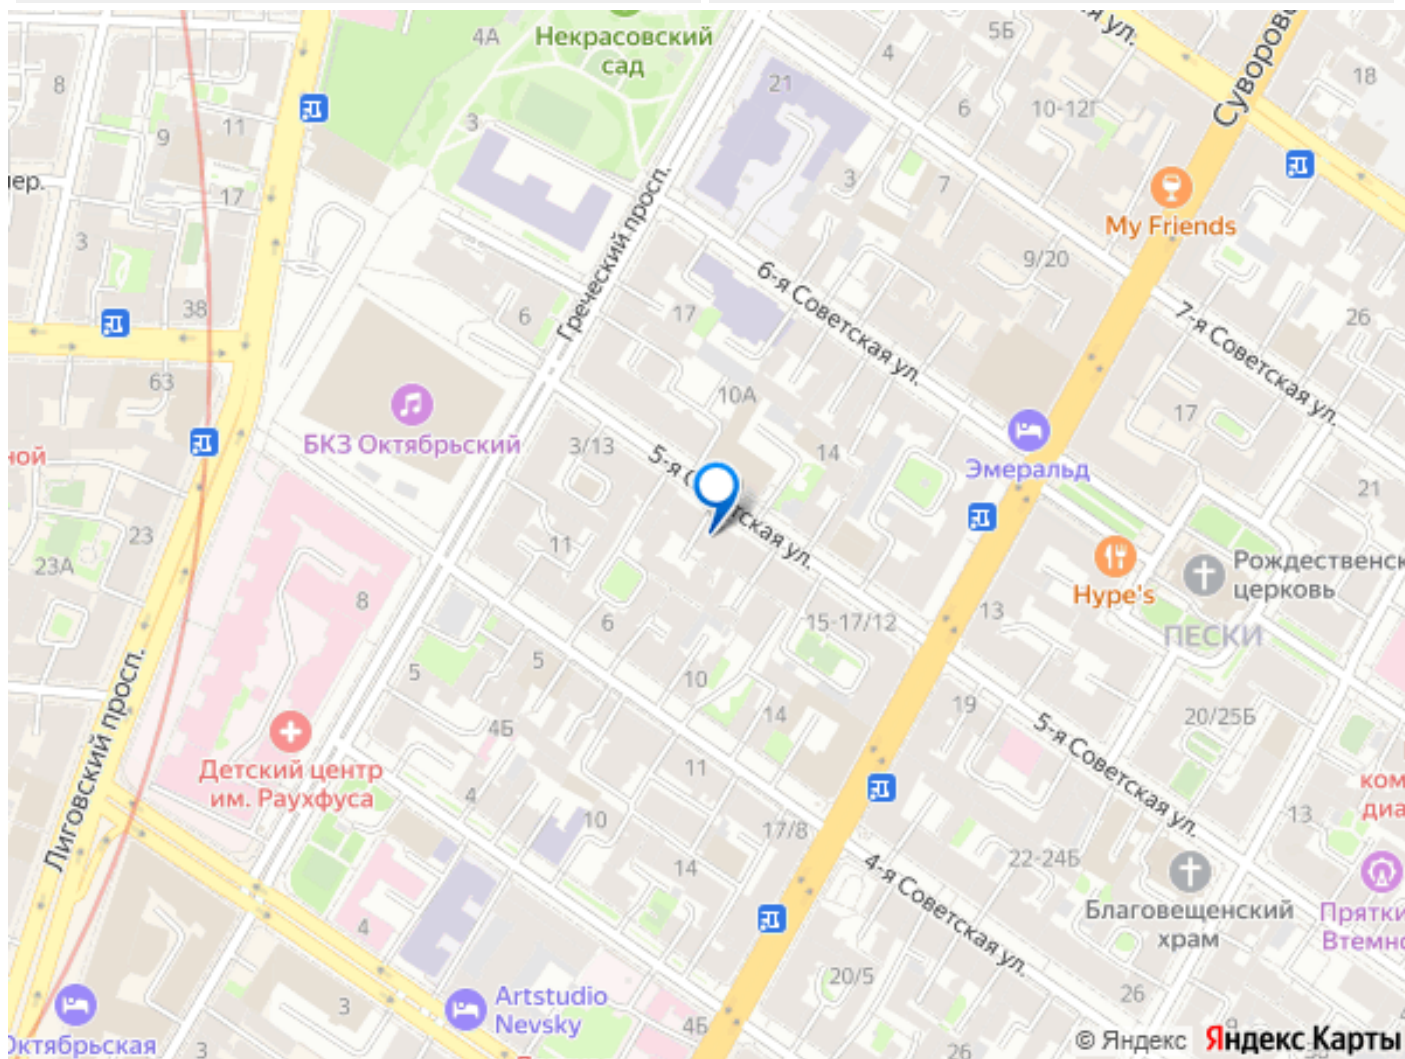 Некрасовский
сад
4А
5Б
4
8
21
18
Суворово
6
10-12Г
3
9
11
17
ул.
My Friends
3
7
пер.
9/20
3
38
6
17
Греческий просп.
6-я Советская ул.
7-я Советская ул.
26
63
БКЗ Октябрьский
10А
3/13
14
17
Эмеральд
ной
21
5-я С
тская ул.
23
23А
11
8
Hype's
Рождественск
церковь
ПЕСКИ
13
15-17/12
6
5
5
10
14
4Б
19
20/25Б
5-я Советская ул.
Лиговский просп.
Детский центр
им. Раухфуса
11
4
10
17/8
13
ком
диа
14
22-24Б
4-я Советская ул.
Благовещенский
храм
Прятки
Втемно
4
20/5
26
3
Artstudio
Nevsky
4Б
Октябрьская
3
26
9
© Яндекс Яндекс Карты